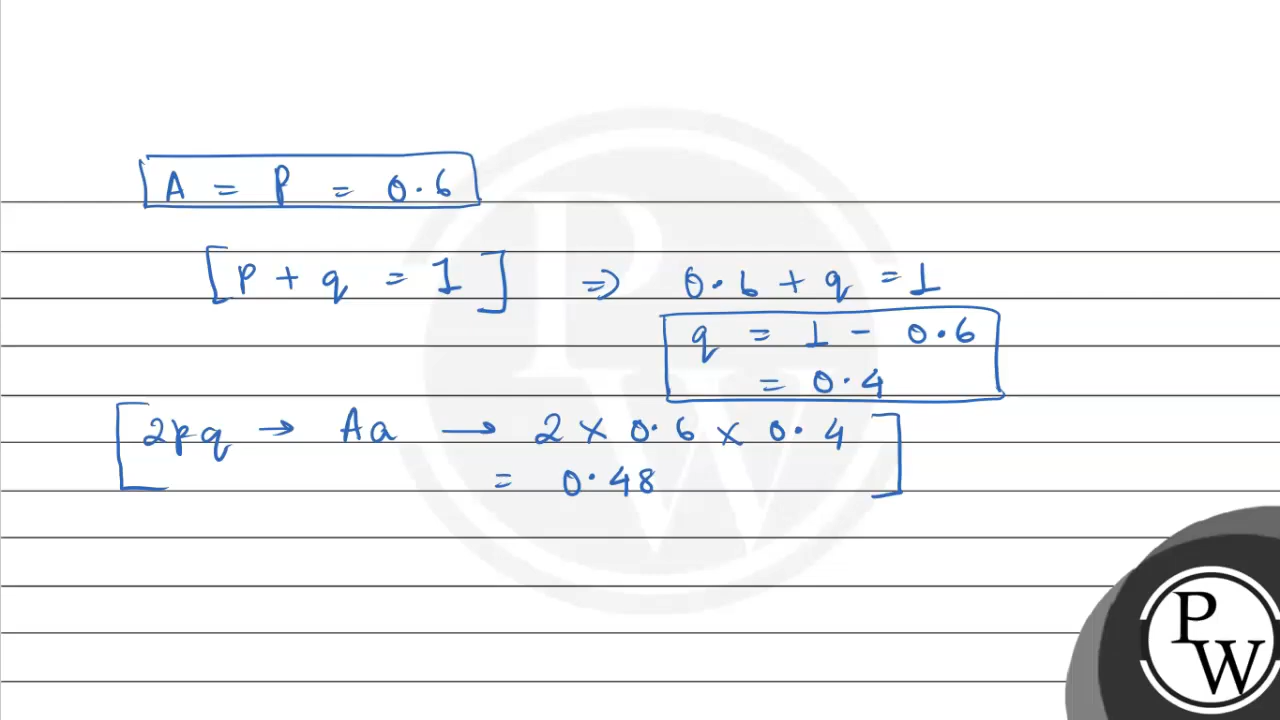 A = P = 0.6
[P + q = 1] ⇒ 0.6 + q = 1
q = 1 - 0.6
= 0.4
[2pq → Aa → 2 × 0.6 × 0.4
= 0.48]
P
W
P
W